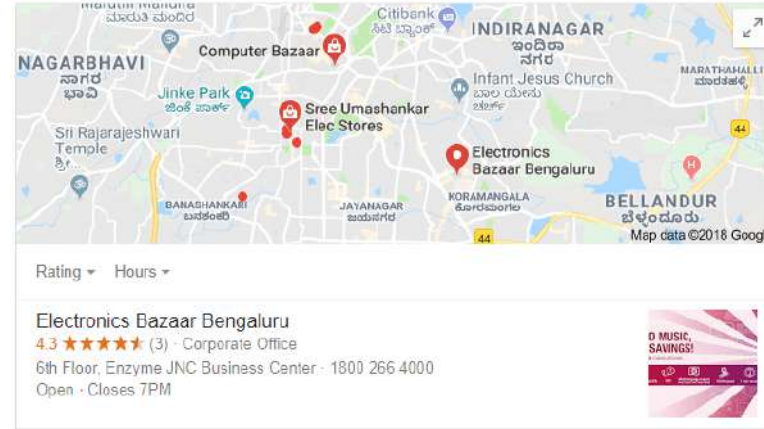 Maruthi Mandira
ಮಾರುತಿ ಮಂದಿರ
Citibank
ಸಿಟಿ ಬ್ಯಾಂಕ್
INDIRANAGAR
ಇಂದಿರಾ
ನಗರ
Computer Bazaar
NAGARBHAVI
ನಾಗರ
ಭಾವಿ
MARATHAHALLI
ಮಾರತಹಳ್ಳಿ
Jinke Park
ಜಿಂಕೆ ಪಾರ್ಕ್
Infant Jesus Church
ಬಾಲ ಯೇಸು
ಚರ್ಚ್
Sree Umashankar
Elec Stores
44
Sri Rajarajeshwari
Temple
ಶ್ರೀ...
Electronics
Bazaar Bengaluru
H
BANASHANKARI
ಬನಶಂಕರಿ
JAYANAGAR
ಜಯನಗರ
KORAMANGALA
ಕೋರಮಂಗಲ
BELLANDUR
ಬೆಳ್ಳಂದೂರು
44
Map data ©2018 Googl
Rating
Hours
Electronics Bazaar Bengaluru
4.3 ★★★★★ (3) · Corporate Office
6th Floor, Enzyme JNC Business Center · 1800 266 4000
Open · Closes 7PM
D MUSIC,
SAVINGS!